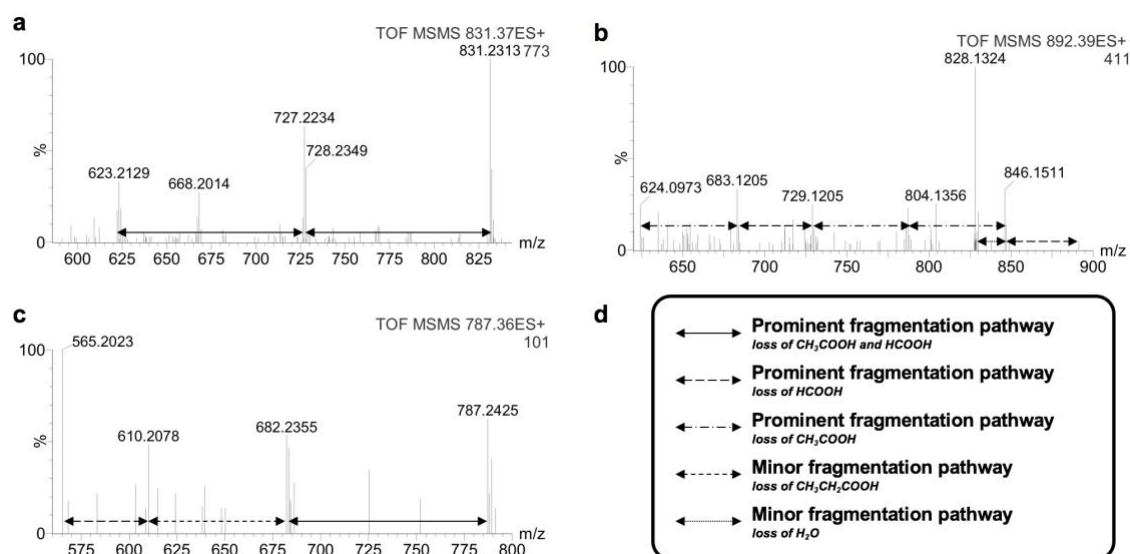 a
TOF MSMS 831.37ES+
831.2313 773
100
727.2234
728.2349
%
623.2129
668.2014
0
m/z
600 625 650 675 700 725 750 775 800 825
b
TOF MSMS 892.39ES+
828.1324 411
100
%
846.1511
624.0973 683.1205 729.1205 804.1356
0
m/z
650 700 750 800 850 900
c
TOF MSMS 787.36ES+
101
100
565.2023
787.2425
682.2355
610.2078
%
0
m/z
575 600 625 650 675 700 725 750 775 800
d
Prominent fragmentation pathway
loss of CH₃COOH and HCOOH
Prominent fragmentation pathway
loss of HCOOH
Prominent fragmentation pathway
loss of CH₃COOH
Minor fragmentation pathway
loss of CH₃CH₂COOH
Minor fragmentation pathway
loss of H₂O